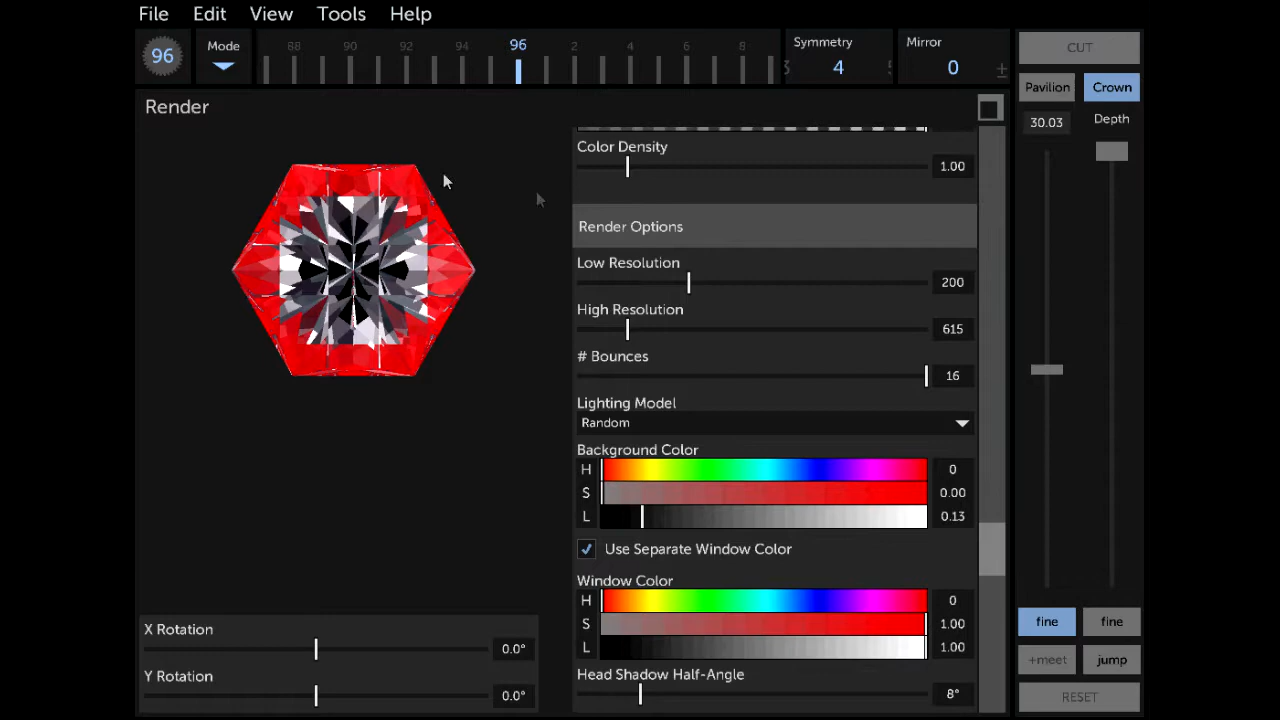 File Edit View Tools Help
96 Mode 88 90 92 94 96 2 4 6 8 Symmetry 4 Mirror 0 ±
CUT
Pavilion Crown
30.03 Depth
Render
Color Density
1.00
Render Options
Low Resolution
200
High Resolution
615
# Bounces
16
Lighting Model
Random
Background Color
H 0
S 0.00
L 0.13
Use Separate Window Color
Window Color
H 0
S 1.00
L 1.00
Head Shadow Half-Angle
8°
X Rotation
0.0°
Y Rotation
0.0°
fine fine
+meet jump
RESET